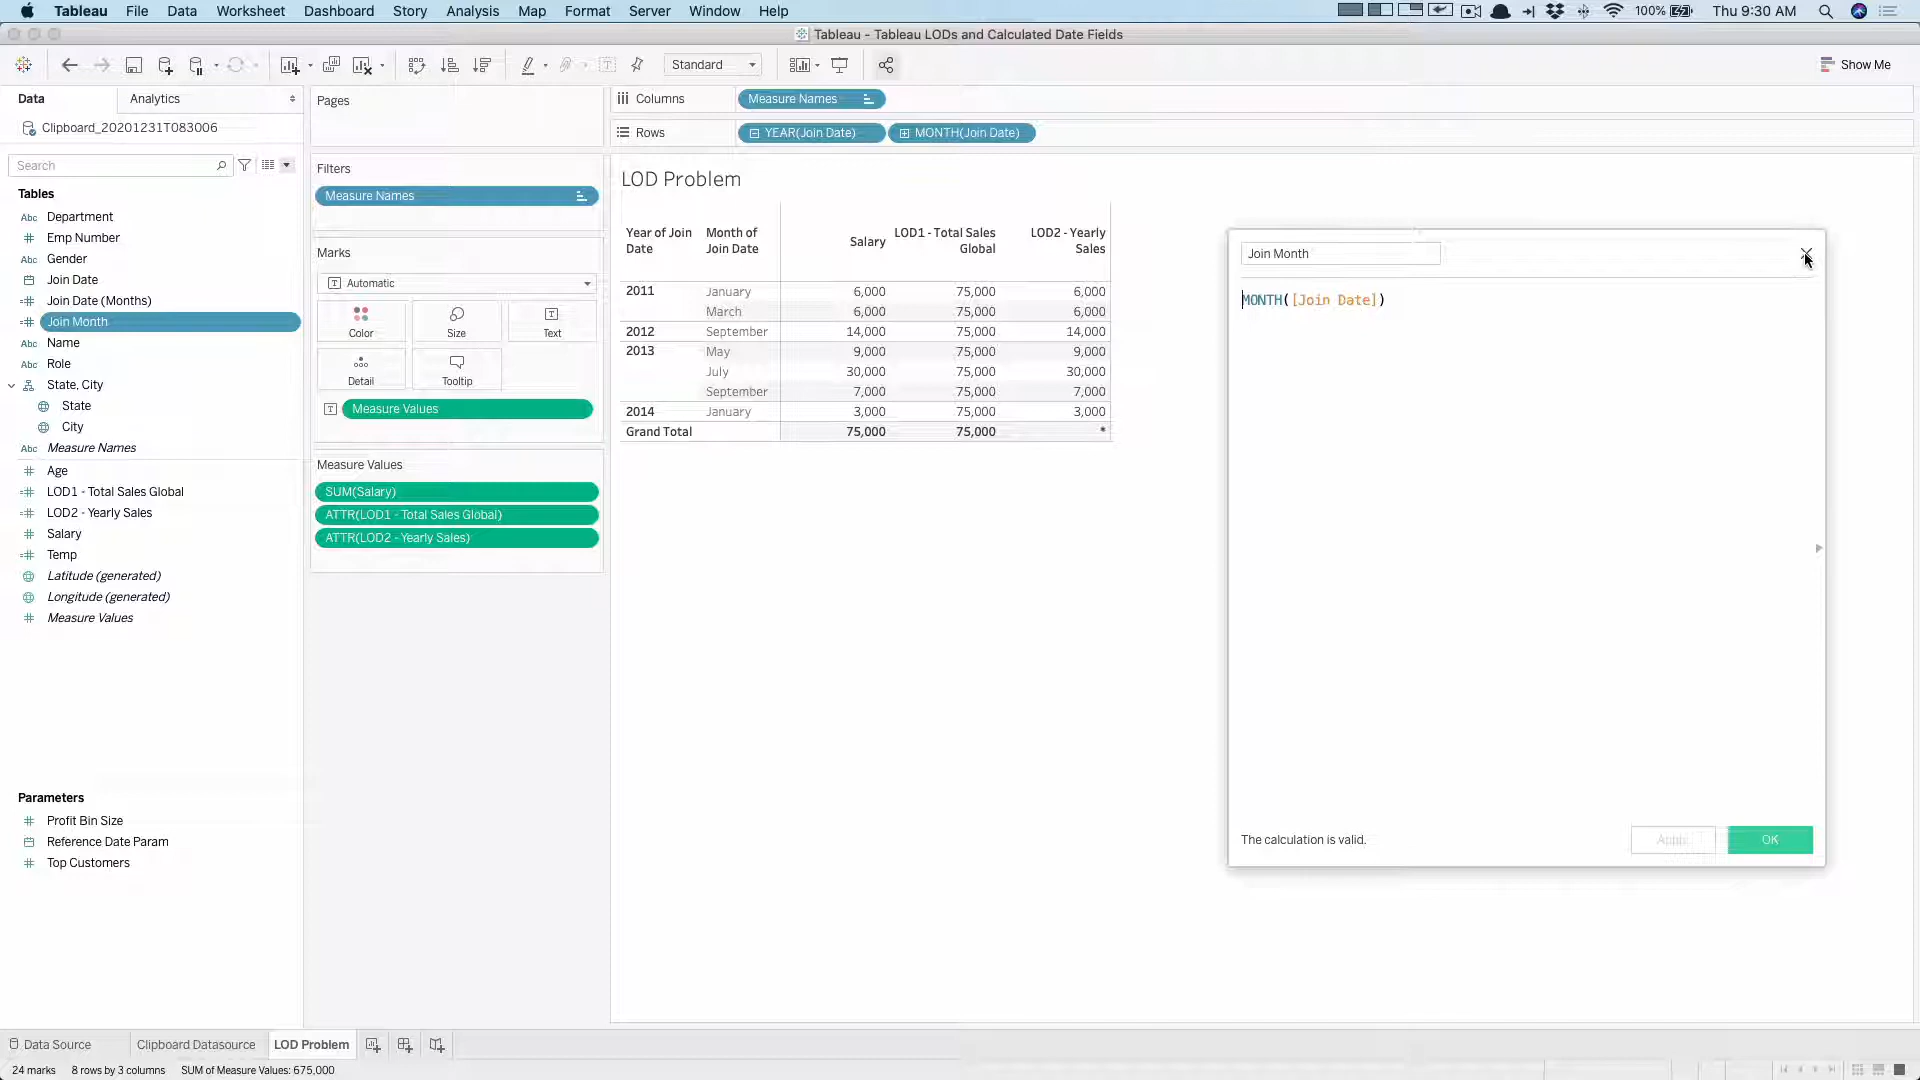 Tableau File Data Worksheet Dashboard Story Analysis Map Format Server Window Help 100% Thu 9:30 AM
Tableau - Tableau LODs and Calculated Date Fields
Standard Show Me
Data Analytics
Clipboard_20201231T083006
Search
Tables
Abc Department
Emp Number
Abc Gender
Join Date
Join Date (Months)
Join Month
Abc Name
Abc Role
State, City
State
City
Abc Measure Names
Age
LOD1 - Total Sales Global
LOD2 - Yearly Sales
Salary
Temp
Latitude (generated)
Longitude (generated)
Measure Values
Parameters
Profit Bin Size
Reference Date Param
Top Customers
Pages
Filters
Measure Names
Marks
Automatic
Color Size Text
Detail Tooltip
Measure Values
Measure Values
SUM(Salary)
ATTR(LOD1 - Total Sales Global)
ATTR(LOD2 - Yearly Sales)
Columns Measure Names
Rows YEAR(Join Date) MONTH(Join Date)
LOD Problem
Year of Join Date Month of Join Date Salary LOD1 - Total Sales Global LOD2 - Yearly Sales
2011 January 6,000 75,000 6,000
March 6,000 75,000 6,000
2012 September 14,000 75,000 14,000
2013 May 9,000 75,000 9,000
July 30,000 75,000 30,000
September 7,000 75,000 7,000
2014 January 3,000 75,000 3,000
Grand Total 75,000 75,000 *
Join Month
MONTH([Join Date])
The calculation is valid. Apply OK
Data Source Clipboard Datasource LOD Problem
24 marks 8 rows by 3 columns SUM of Measure Values: 675,000